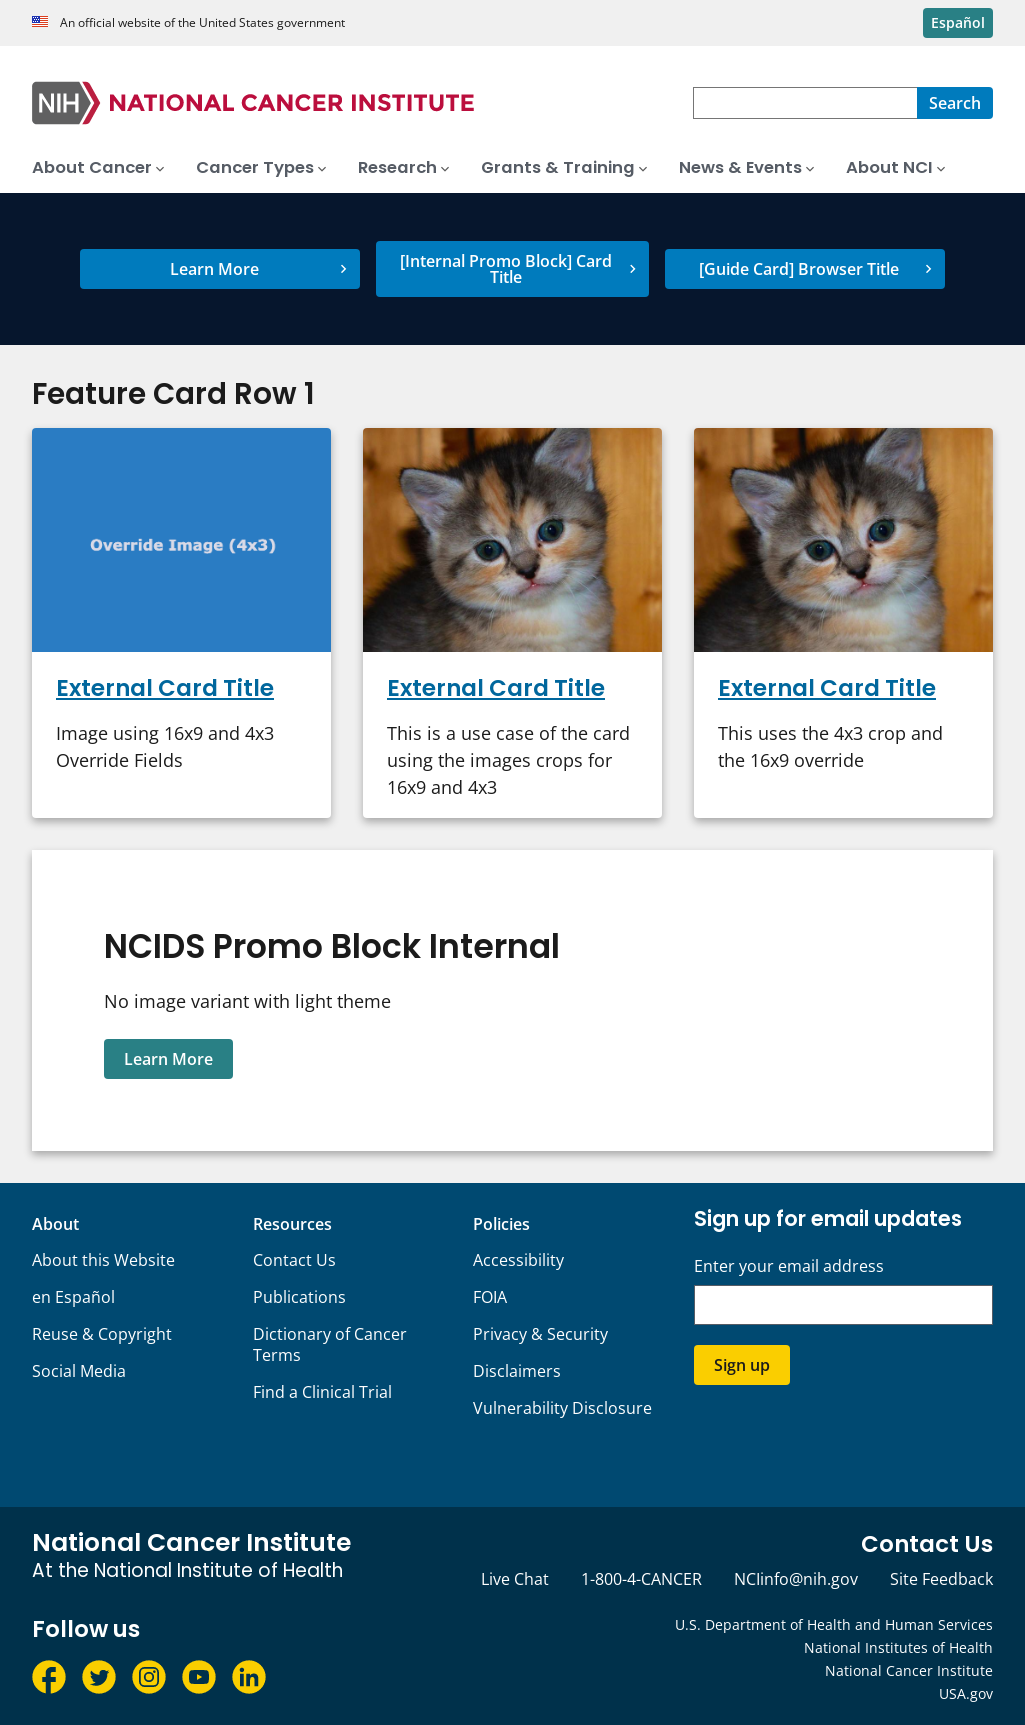 An official website of the United States government
Español
NIH NATIONAL CANCER INSTITUTE
Search
About Cancer
Cancer Types
Research
Grants & Training
News & Events
About NCI
Learn More
[Internal Promo Block] Card
Title
[Guide Card] Browser Title
Feature Card Row 1
Override Image (4x3)
External Card Title
Image using 16x9 and 4x3
Override Fields
External Card Title
This is a use case of the card
using the images crops for
16x9 and 4x3
External Card Title
This uses the 4x3 crop and
the 16x9 override
NCIDS Promo Block Internal
No image variant with light theme
Learn More
About
About this Website
en Español
Reuse & Copyright
Social Media
Resources
Contact Us
Publications
Dictionary of Cancer
Terms
Find a Clinical Trial
Policies
Accessibility
FOIA
Privacy & Security
Disclaimers
Vulnerability Disclosure
Sign up for email updates
Enter your email address
Sign up
National Cancer Institute
At the National Institute of Health
Contact Us
Live Chat
1-800-4-CANCER
NCIinfo@nih.gov
Site Feedback
Follow us
U.S. Department of Health and Human Services
National Institutes of Health
National Cancer Institute
USA.gov